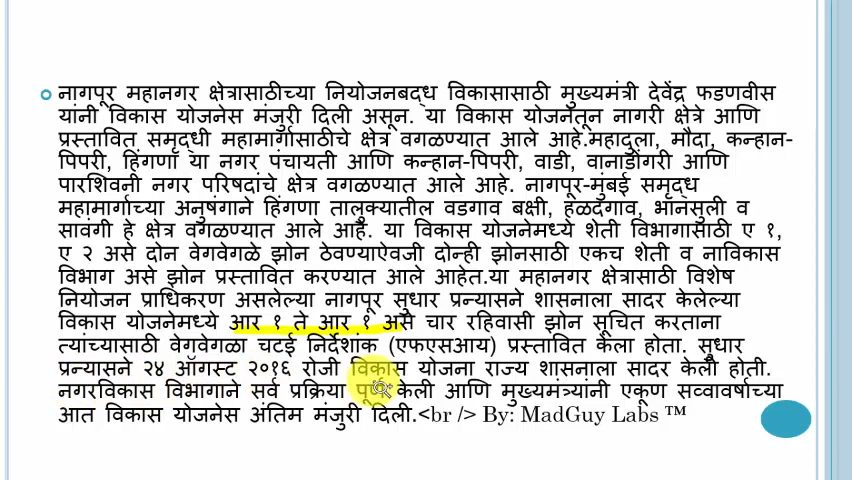 नागपूर महानगर क्षेत्रासाठीच्या नियोजनबद्ध विकासासाठी मुख्यमंत्री देवेंद्र फडणवीस
यांनी विकास योजनेस मंजुरी दिली असून. या विकास योजनेतून नागरी क्षेत्रे आणि
प्रस्तावित समृद्धी महामार्गासाठीचे क्षेत्र वगळण्यात आले आहे.महादुला, मौदा, कन्हान-
पिपरी, हिंगणा या नगर पंचायती आणि कन्हान-पिपरी, वाडी, वानाडोंगरी आणि
पारशिवनी नगर परिषदांचे क्षेत्र वगळण्यात आले आहे. नागपूर-मुंबई समृद्ध
महामार्गाच्या अनुषंगाने हिंगणा तालुक्यातील वडगाव बक्षी, हळदगाव, भानसुली व
सावंगी हे क्षेत्र वगळण्यात आले आहे. या विकास योजनेमध्ये शेती विभागासाठी ए १,
ए २ असे दोन वेगवेगळे झोन ठेवण्याऐवजी दोन्ही झोनसाठी एकच शेती व नाविकास
विभाग असे झोन प्रस्तावित करण्यात आले आहेत.या महानगर क्षेत्रासाठी विशेष
नियोजन प्राधिकरण असलेल्या नागपूर सुधार प्रन्यासने शासनाला सादर केलेल्या
विकास योजनेमध्ये आर १ ते आर १ असे चार रहिवासी झोन सूचित करताना
त्यांच्यासाठी वेगवेगळा चटई निर्देशांक (एफएसआय) प्रस्तावित केला होता. सुधार
प्रन्यासने २४ ऑगस्ट २०१६ रोजी विकास योजना राज्य शासनाला सादर केली होती.
नगरविकास विभागाने सर्व प्रक्रिया पूर्ण केली आणि मुख्यमंत्र्यांनी एकूण सव्वावर्षाच्या
आत विकास योजनेस अंतिम मंजुरी दिली.<br /> By: MadGuy Labs ™